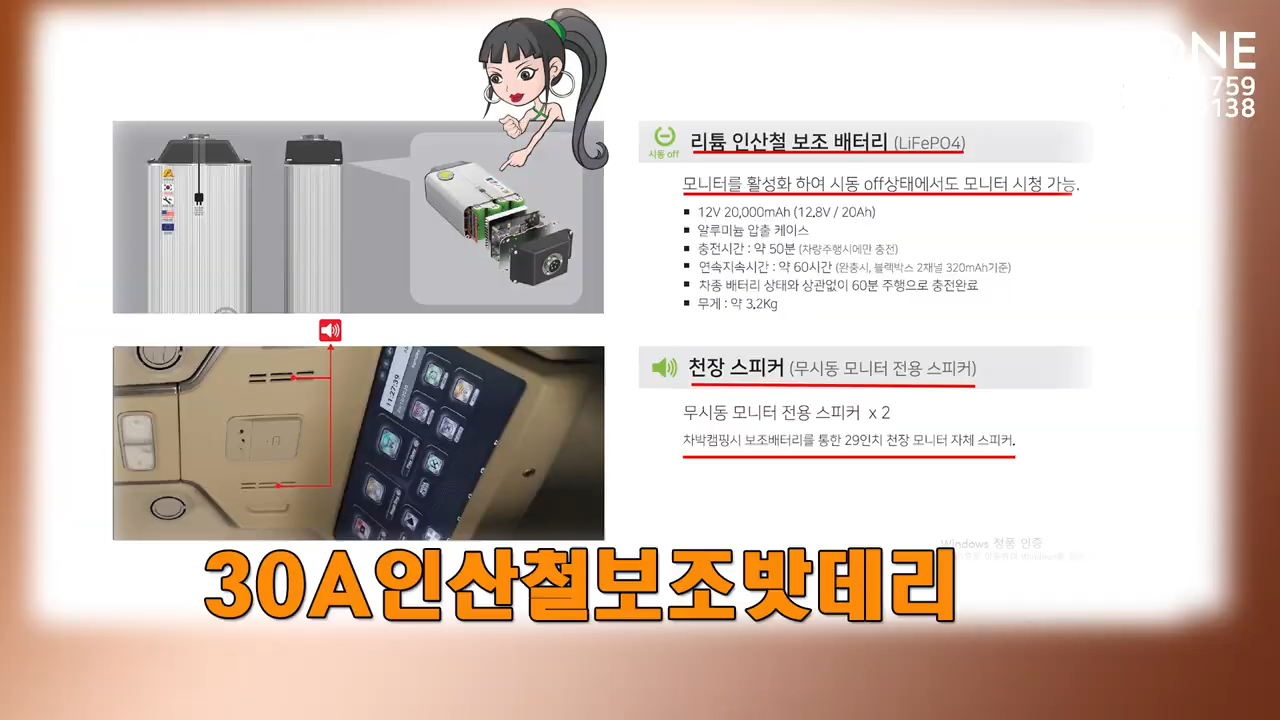 NE
759
138
시동 off
리튬 인산철 보조 배터리 (LiFePO4)
모니터를 활성화 하여 시동 off상태에서도 모니터 시청 가능.
12V 20,000mAh (12.8V / 20Ah)
알루미늄 압출 케이스
충전시간 : 약 50분 (차량주행시에만 충전)
연속지속시간 : 약 60시간 (완충시, 블랙박스 2채널 320mAh기준)
차종 배터리 상태와 상관없이 60분 주행으로 충전완료
무게 : 약 3.2Kg
천장 스피커 (무시동 모니터 전용 스피커)
무시동 모니터 전용 스피커 x 2
차박캠핑시 보조배터리를 통한 29인치 천장 모니터 자체 스피커.
11:27:39
Windows 정품 인증
30A인산철보조밧데리